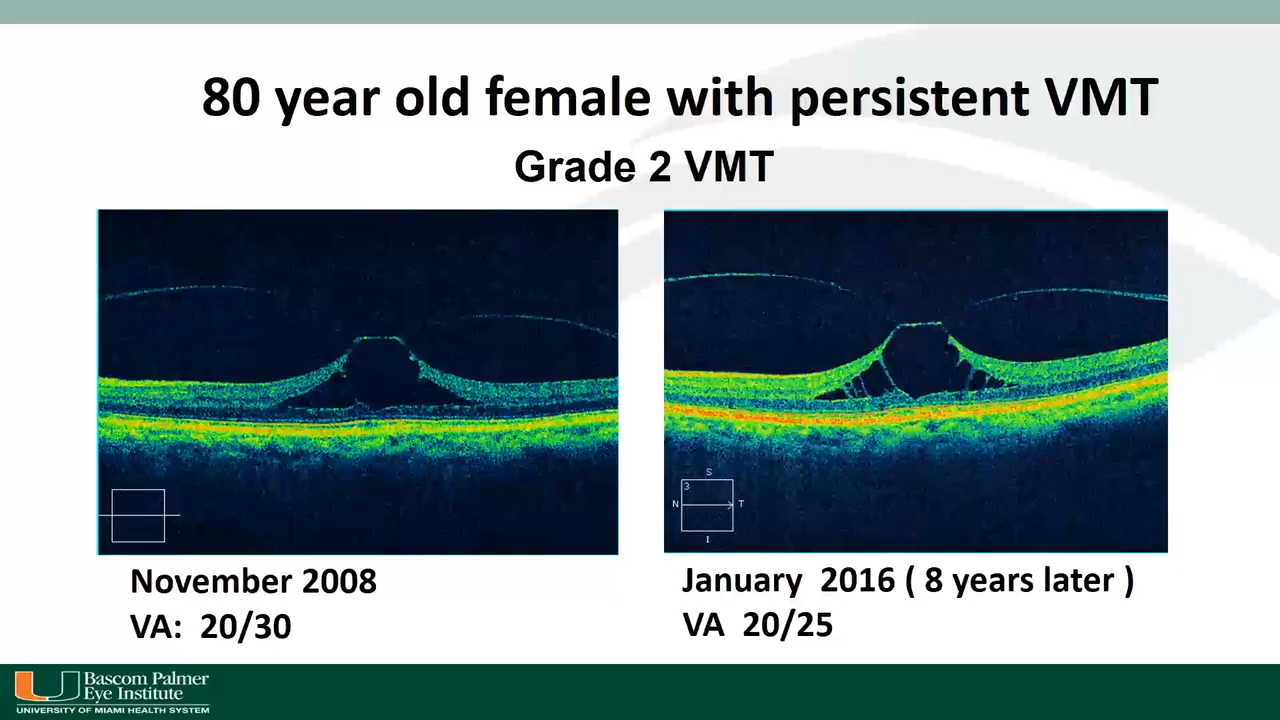 80 year old female with persistent VMT
Grade 2 VMT
S
3
N
T
I
November 2008
VA: 20/30
January 2016 ( 8 years later )
VA 20/25
U
Bascom Palmer
Eye Institute
UNIVERSITY OF MIAMI HEALTH SYSTEM